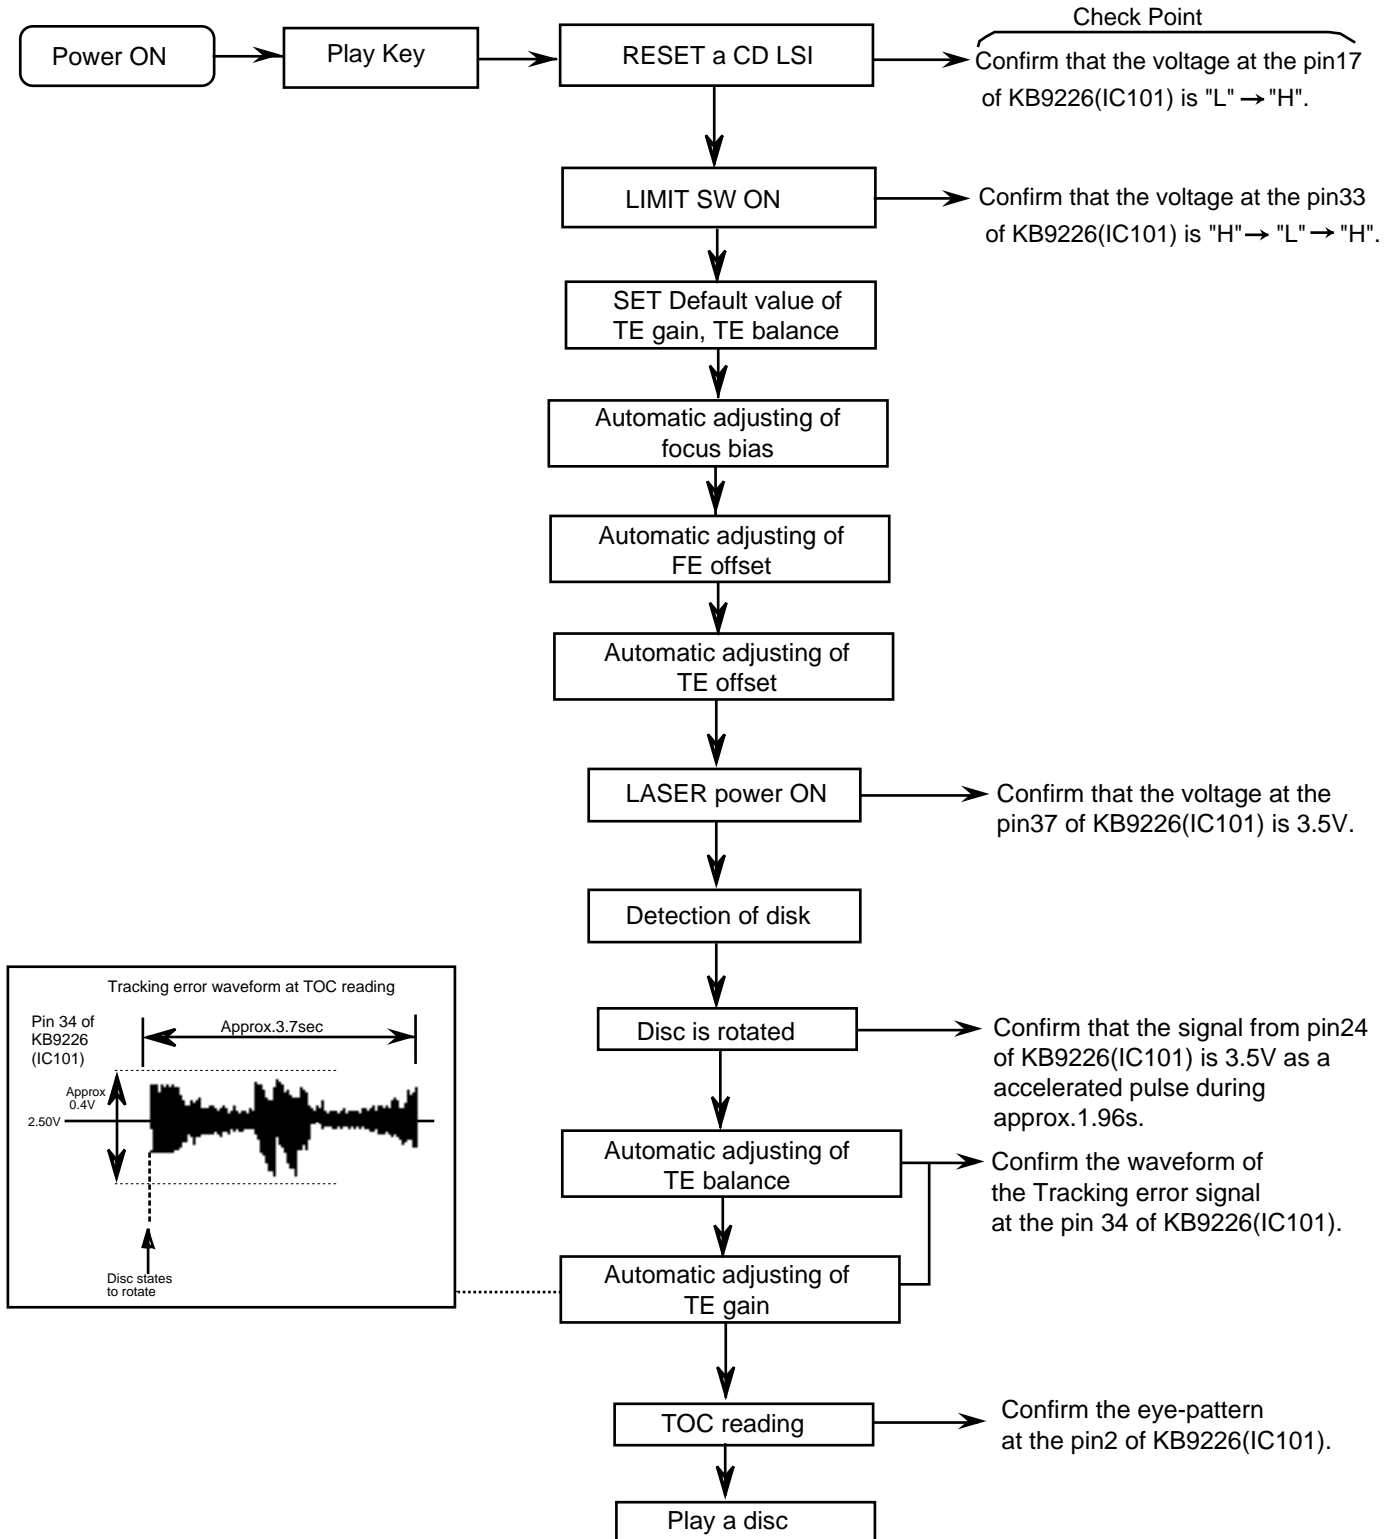 Check Point
Power ON
Play Key
RESET a CD LSI
Confirm that the voltage at the pin17
of KB9226(IC101) is "L" → "H".
LIMIT SW ON
Confirm that the voltage at the pin33
of KB9226(IC101) is "H" → "L" → "H".
SET Default value of
TE gain, TE balance
Automatic adjusting of
focus bias
Automatic adjusting of
FE offset
Automatic adjusting of
TE offset
LASER power ON
Confirm that the voltage at the
pin37 of KB9226(IC101) is 3.5V.
Detection of disk
Disc is rotated
Confirm that the signal from pin24
of KB9226(IC101) is 3.5V as a
accelerated pulse during
approx.1.96s.
Automatic adjusting of
TE balance
Confirm the waveform of
the Tracking error signal
at the pin 34 of KB9226(IC101).
Automatic adjusting of
TE gain
Tracking error waveform at TOC reading
Pin 34 of
KB9226
(IC101)
Approx.3.7sec
Approx
0.4V
2.50V
Disc states
to rotate
TOC reading
Confirm the eye-pattern
at the pin2 of KB9226(IC101).
Play a disc